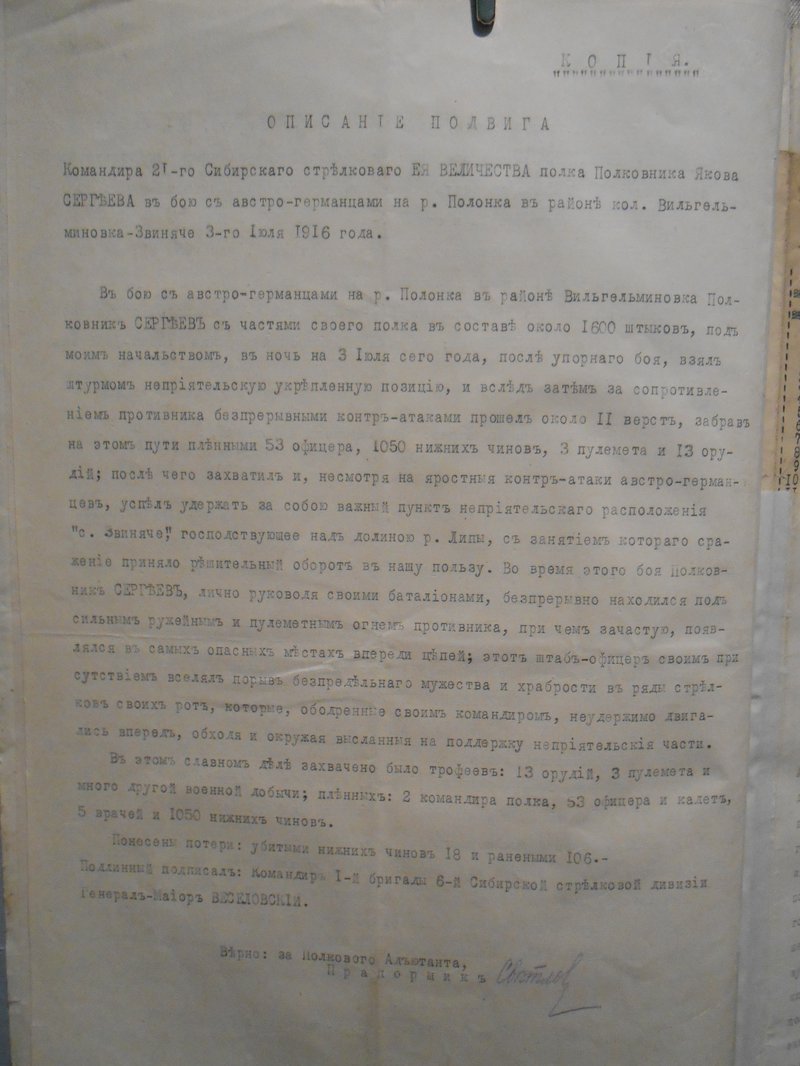 КОПІЯ.
ОПИСАНІЕ ПОДВИГА
Командира 21-го Сибирскаго стрѣлковаго ЕЯ ВЕЛИЧЕСТВА полка Полковника Якова
СЕРГѢЕВА въ бою съ австро-германцами на р. Полонка въ районѣ кол. Вильгель-
миновка-Звиняче 3-го Іюля 1916 года.
Въ бою съ австро-германцами на р. Полонка въ районѣ Вильгельминовка Пол-
ковникъ СЕРГѢЕВЪ съ частями своего полка въ составѣ около 1600 штыковъ, подъ
моимъ начальствомъ, въ ночь на 3 Іюля сего года, послѣ упорнаго боя, взялъ
штурмомъ непріятельскую укрѣпленную позицію, и вслѣдъ затѣмъ за сопротивле-
ніемъ противника безпрерывными контръ-атаками прошелъ около 11 верстъ, забравъ
на этомъ пути плѣнными 53 офицера, 1050 нижнихъ чиновъ, 3 пулемета и 13 ору-
дій; послѣ чего захватилъ и, несмотря на яростныя контръ-атаки австро-герман-
цевъ, успѣлъ удержать за собою важный пунктъ непріятельскаго расположенія
"с. Звиняче", господствующее надъ долиною р. Липы, съ занятіемъ котораго сра-
женіе приняло рѣшительный оборотъ въ нашу пользу. Во время этого боя Полков-
никъ СЕРГѢЕВЪ, лично руководя своими баталіонами, безпрерывно находился подъ
сильнымъ ружейнымъ и пулеметнымъ огнемъ противника, при чемъ зачастую, появ-
лялся въ самыхъ опасныхъ мѣстахъ впереди цѣпей; этотъ штабъ-офицеръ своимъ при
сутствіемъ вселялъ порывъ безпредѣльнаго мужества и храбрости въ ряды стрѣл-
ковъ своихъ ротъ, которые, ободренные своимъ командиромъ, неудержимо двига-
лись впередъ, обходя и окружая высланныя на поддержку непріятельскія части.
Въ этомъ славномъ дѣлѣ захвачено было трофеевъ: 13 орудій, 3 пулемета и
много другой военной добычи; плѣнныхъ: 2 командира полка, 53 офицера и кадетъ,
5 врачей и 1050 нижнихъ чиновъ.
Понесены потери: убитыми нижнихъ чиновъ 18 и ранеными 106.-
Подлинный подписалъ: Командиръ 1-й бригады 6-й Сибирской стрѣлковой дивизіи
Генералъ-Маіоръ ВЕСЕЛОВСКІЙ.
Вѣрно: за Полкового Адъютанта,
Прапорщикъ